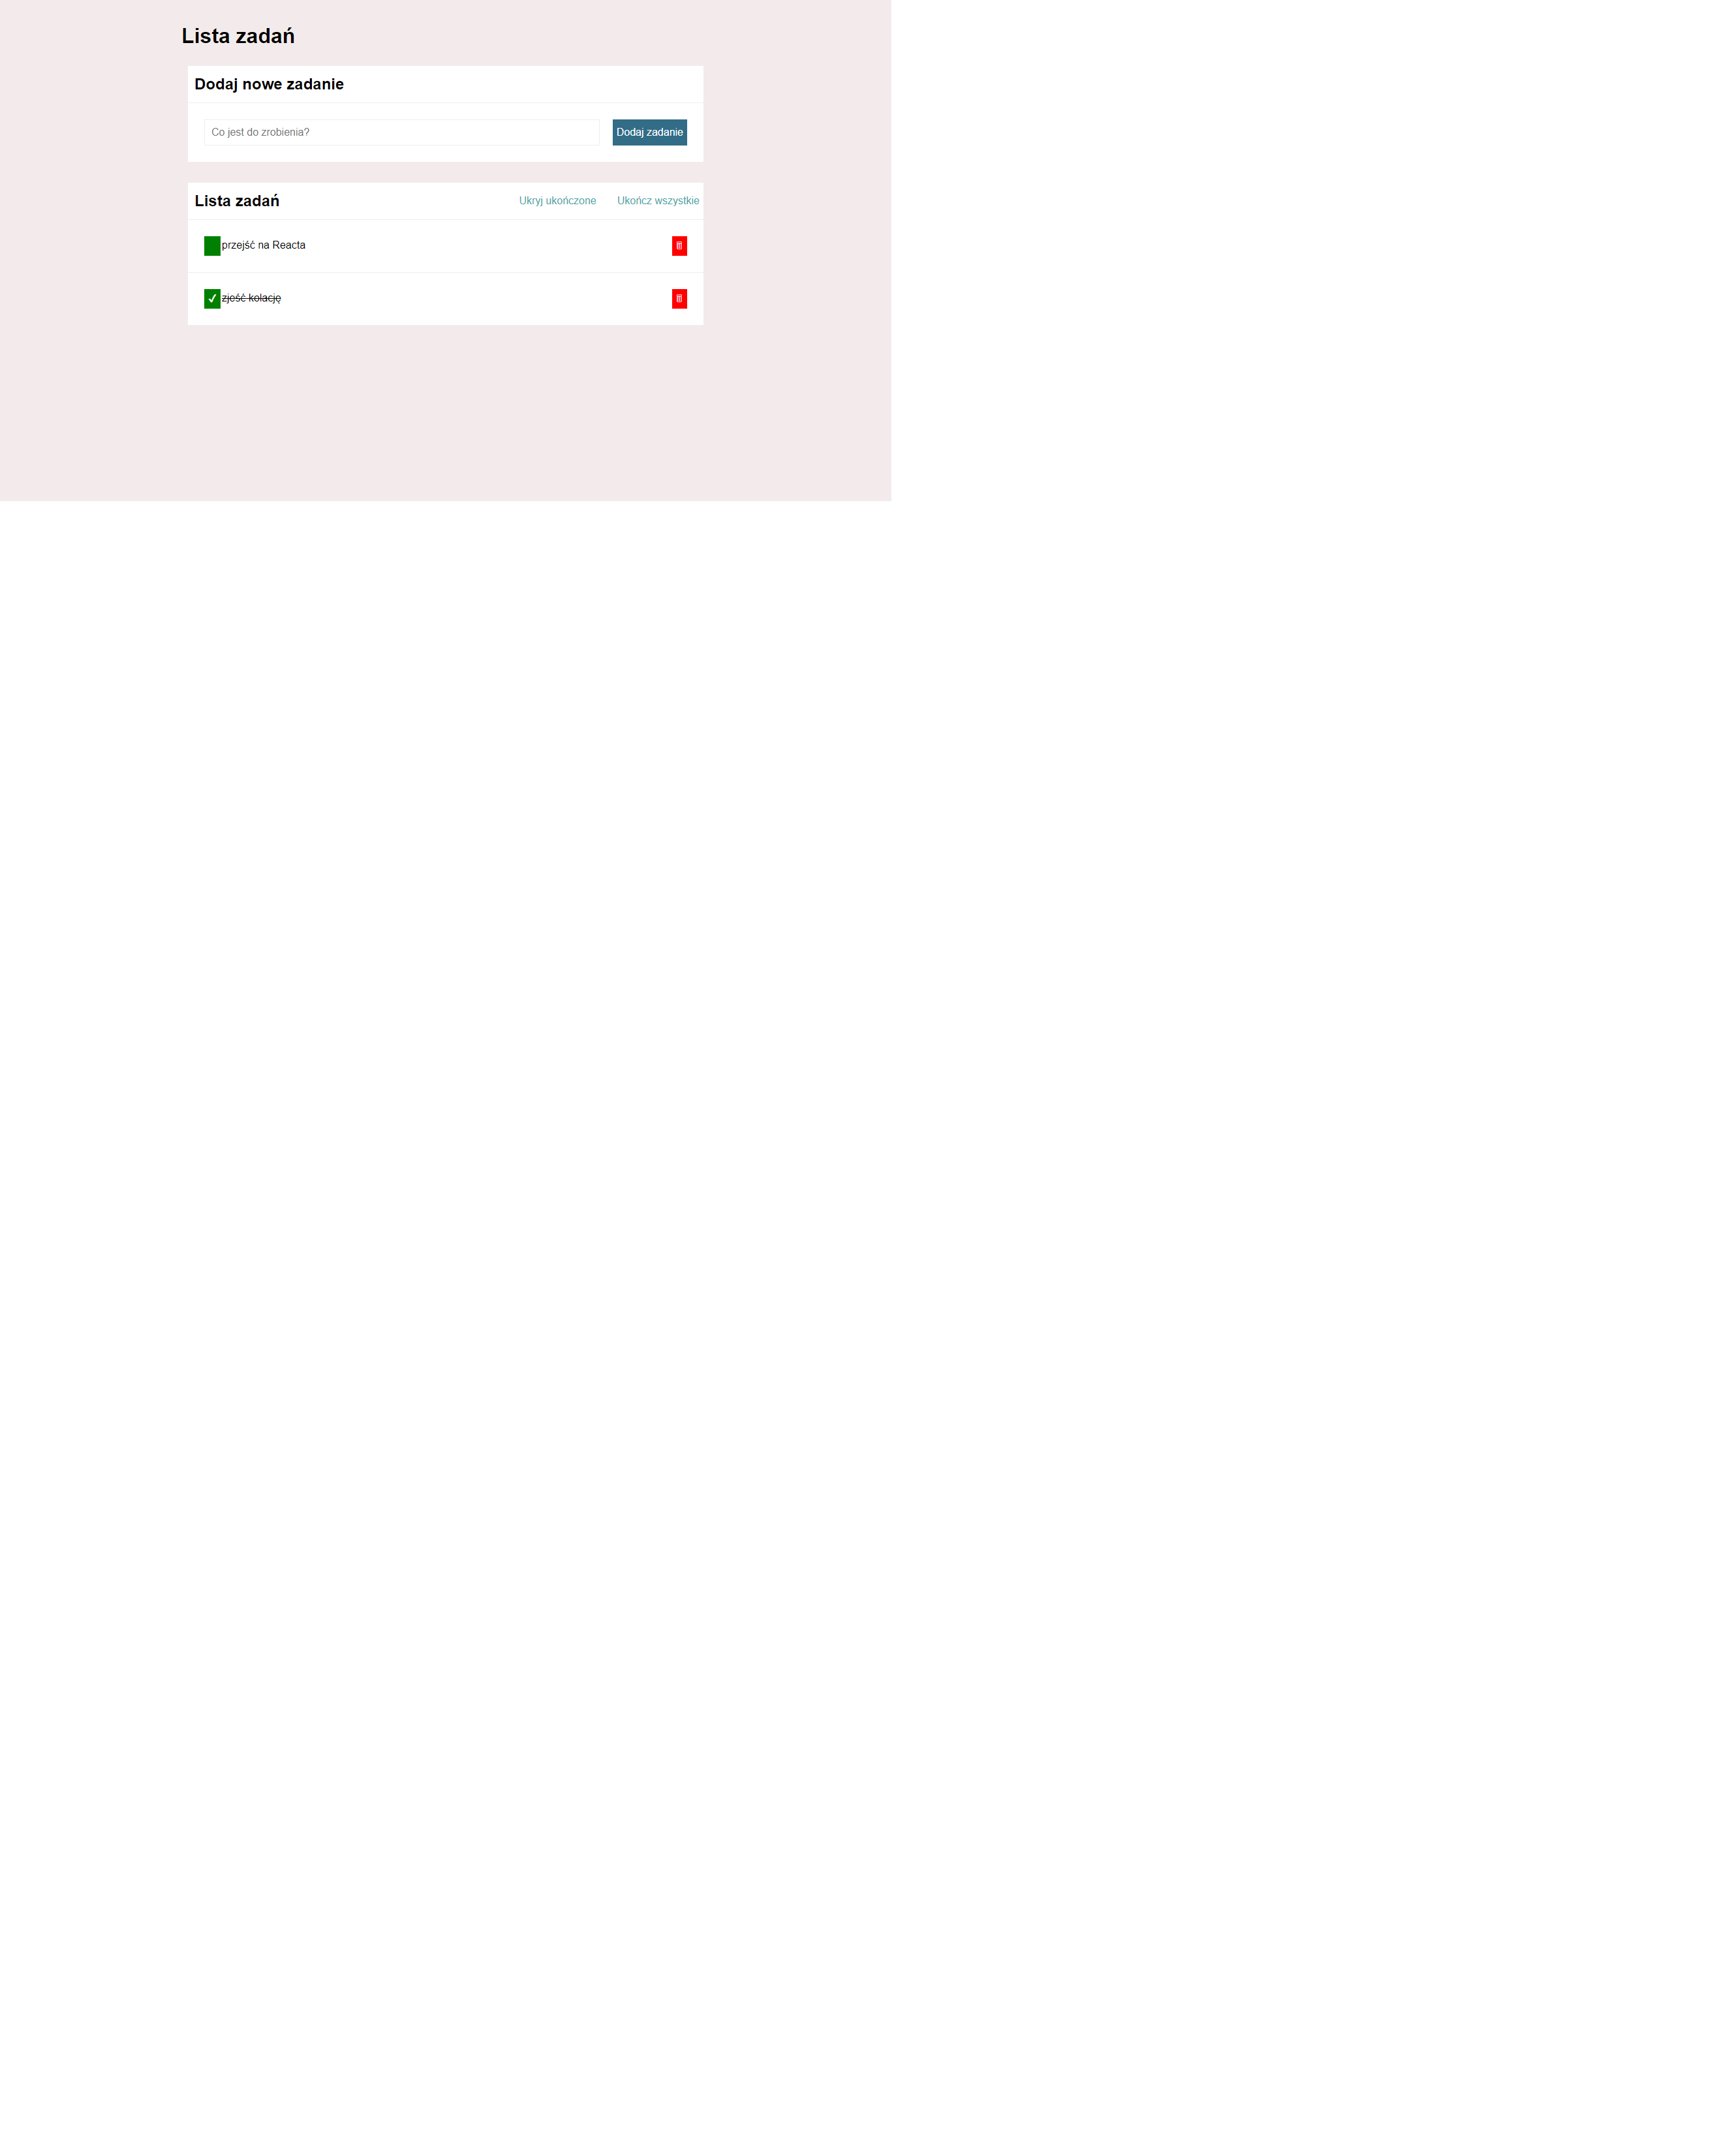 Lista zadań
Dodaj nowe zadanie
Co jest do zrobienia?
Dodaj zadanie
Lista zadań
Ukryj ukończone
Ukończ wszystkie
przejść na Reacta
zjeść kolację